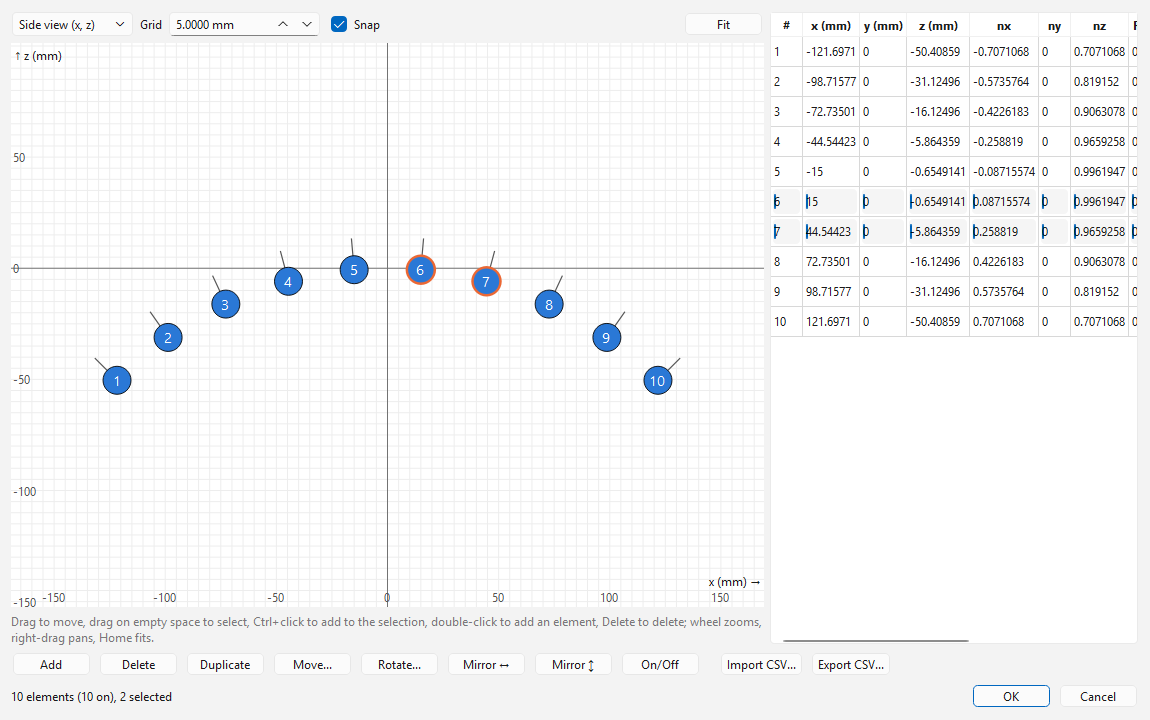 Side view (x, z) Grid 5.0000 mm Snap Fit
↑ z (mm)
50
0
-50
-100
-150
-150 -100 -50 0 50 100 150
x (mm) →
1 2 3 4 5 6 7 8 9 10
# x (mm) y (mm) z (mm) nx ny nz
1 -121.6971 0 -50.40859 -0.7071068 0 0.7071068 0
2 -98.71577 0 -31.12496 -0.5735764 0 0.819152 0
3 -72.73501 0 -16.12496 -0.4226183 0 0.9063078 0
4 -44.54423 0 -5.864359 -0.258819 0 0.9659258 0
5 -15 0 -0.6549141 -0.08715574 0 0.9961947 0
6 15 0 -0.6549141 0.08715574 0 0.9961947 0
7 44.54423 0 -5.864359 0.258819 0 0.9659258 0
8 72.73501 0 -16.12496 0.4226183 0 0.9063078 0
9 98.71577 0 -31.12496 0.5735764 0 0.819152 0
10 121.6971 0 -50.40859 0.7071068 0 0.7071068 0
Drag to move, drag on empty space to select, Ctrl+click to add to the selection, double-click to add an element, Delete to delete; wheel zooms,
right-drag pans, Home fits.
Add Delete Duplicate Move... Rotate... Mirror ↔ Mirror ↕ On/Off Import CSV... Export CSV...
10 elements (10 on), 2 selected OK Cancel